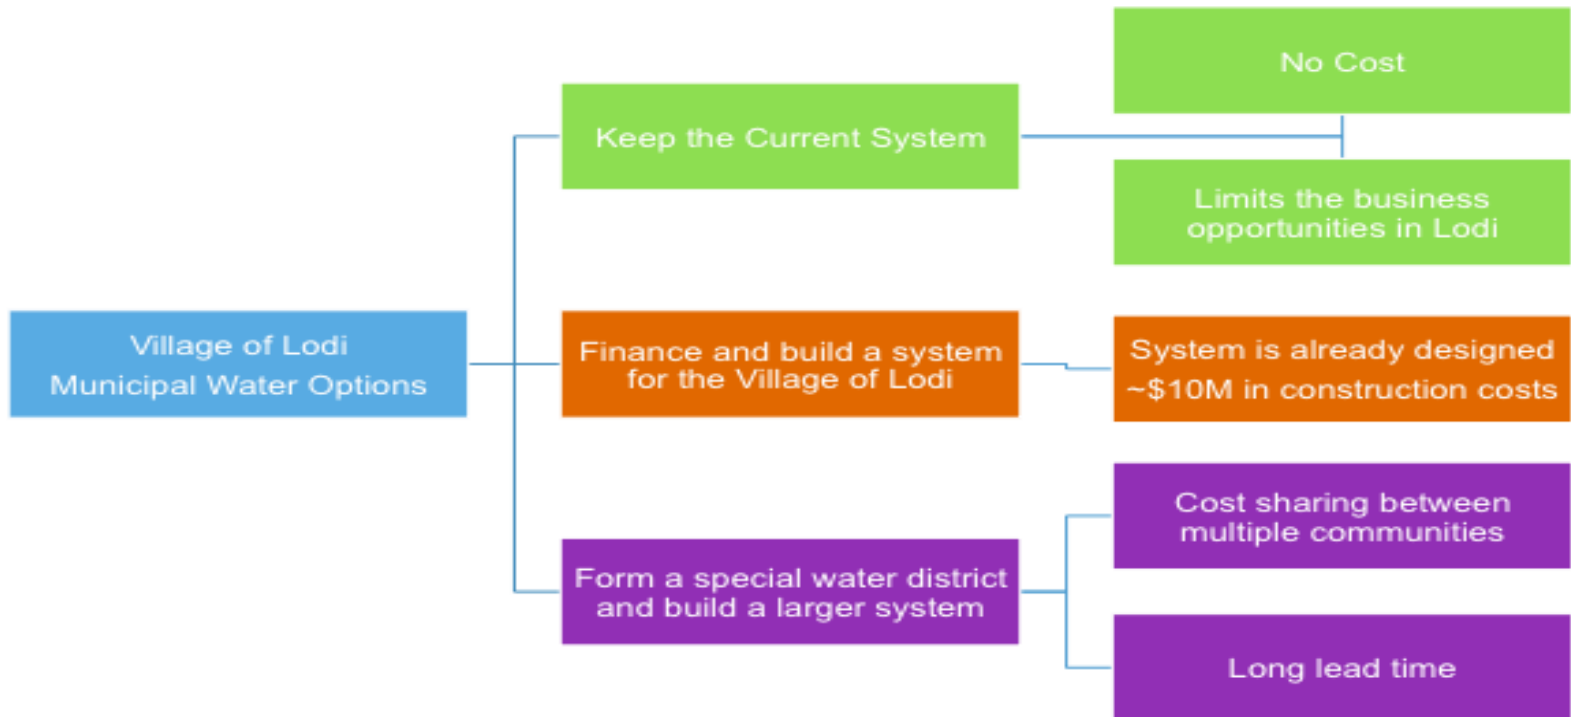 Village of Lodi
Municipal Water Options
Keep the Current System
No Cost
Limits the business
opportunities in Lodi
Finance and build a system
for the Village of Lodi
System is already designed
~$10M in construction costs
Form a special water district
and build a larger system
Cost sharing between
multiple communities
Long lead time